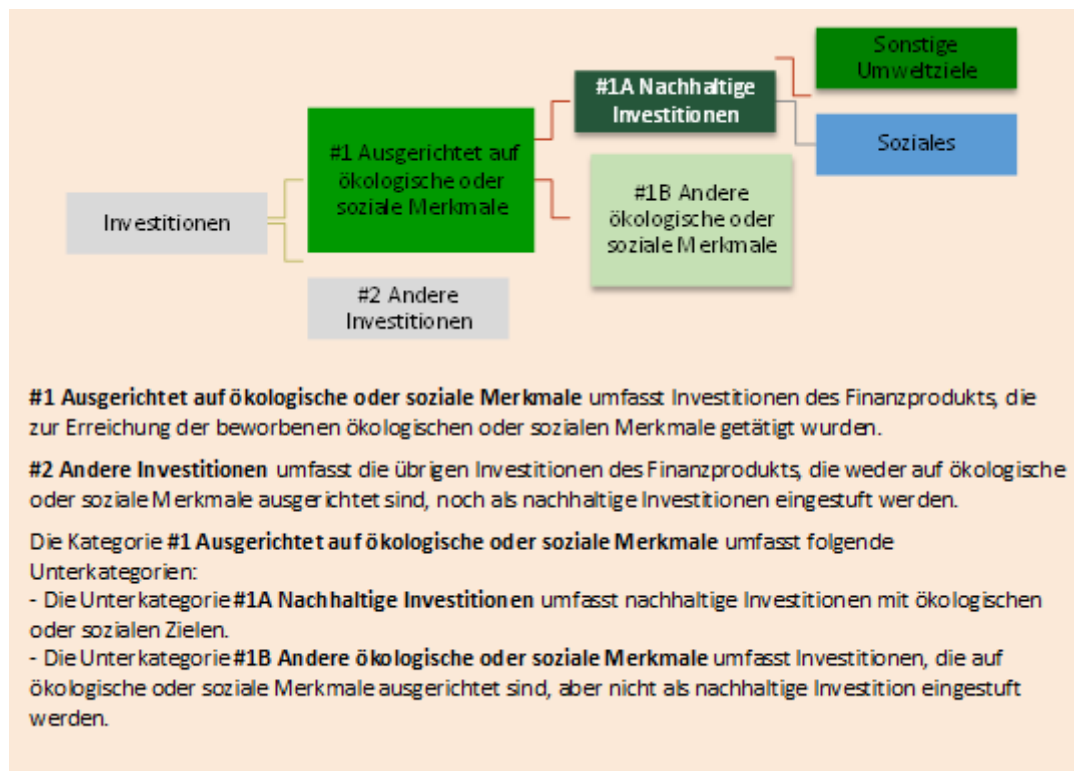 Sonstige
Umweltziele
#1A Nachhaltige
Investitionen
Soziales
#1 Ausgerichtet auf
ökologische oder
soziale Merkmale
#1B Andere
ökologische oder
soziale Merkmale
Investitionen
#2 Andere
Investitionen
#1 Ausgerichtet auf ökologische oder soziale Merkmale umfasst Investitionen des Finanzprodukts, die
zur Erreichung der beworbenen ökologischen oder sozialen Merkmale getätigt wurden.
#2 Andere Investitionen umfasst die übrigen Investitionen des Finanzprodukts, die weder auf ökologische
oder soziale Merkmale ausgerichtet sind, noch als nachhaltige Investitionen eingestuft werden.
Die Kategorie #1 Ausgerichtet auf ökologische oder soziale Merkmale umfasst folgende
Unterkategorien:
- Die Unterkategorie #1A Nachhaltige Investitionen umfasst nachhaltige Investitionen mit ökologischen
oder sozialen Zielen.
- Die Unterkategorie #1B Andere ökologische oder soziale Merkmale umfasst Investitionen, die auf
ökologische oder soziale Merkmale ausgerichtet sind, aber nicht als nachhaltige Investition eingestuft
werden.